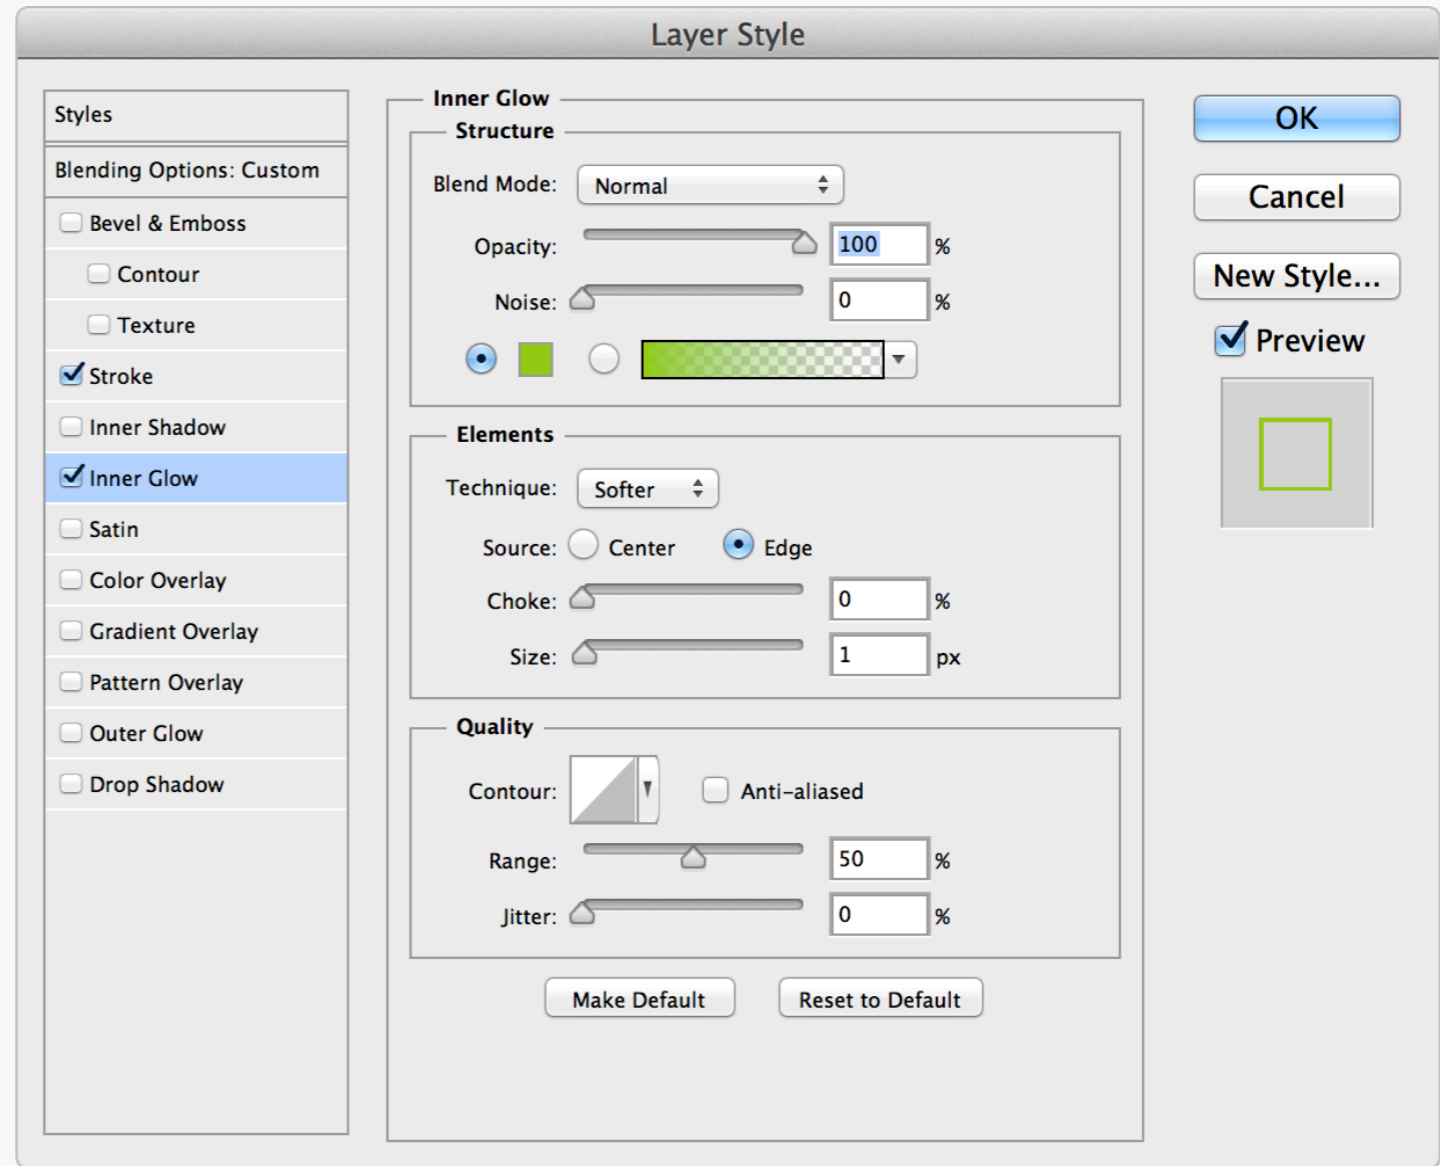 Layer Style
Styles
Blending Options: Custom
Bevel & Emboss
Contour
Texture
Stroke
Inner Shadow
Inner Glow
Satin
Color Overlay
Gradient Overlay
Pattern Overlay
Outer Glow
Drop Shadow
Inner Glow
Structure
Blend Mode: Normal
Opacity: 100 %
Noise: 0 %
Elements
Technique: Softer
Source: Center Edge
Choke: 0 %
Size: 1 px
Quality
Contour: Anti-aliased
Range: 50 %
Jitter: 0 %
Make Default Reset to Default
OK
Cancel
New Style...
Preview